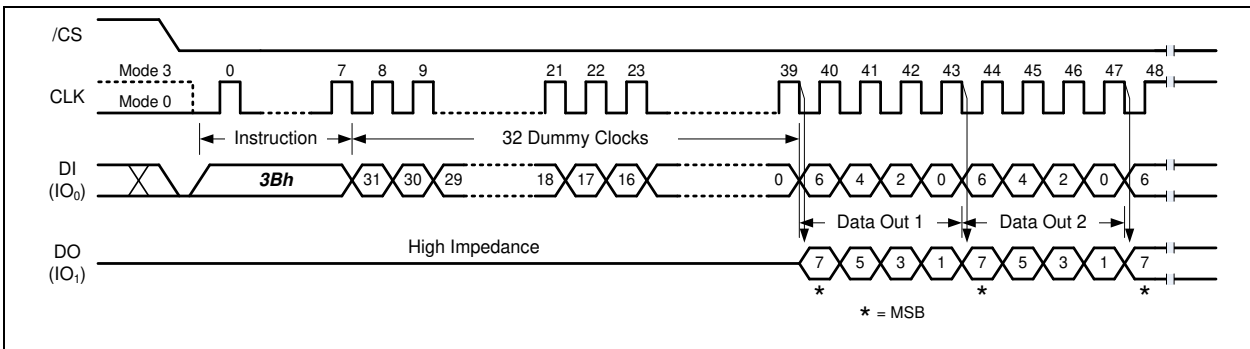 /CS
Mode 3 0 7 8 9 21 22 23 39 40 41 42 43 44 45 46 47 48
CLK
Mode 0
Instruction 32 Dummy Clocks
DI
(IO₀)
3Bh 31 30 29 18 17 16 0 6 4 2 0 6 4 2 0 6
Data Out 1 Data Out 2
DO
(IO₁)
High Impedance
7 5 3 1 7 5 3 1 7
* * *
* = MSB